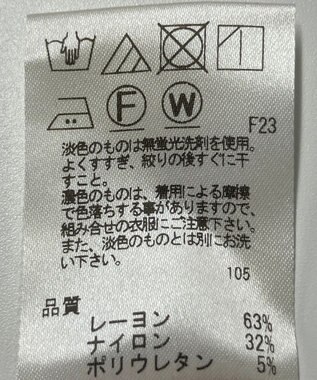 F
W
F23
淡色のものは無蛍光洗剤を使用。
よくすすぎ、絞りの後すぐに干
すこと。
濃色のものは、着用による摩擦
で色落ちする事がありますので、
組み合せの衣服にご注意下さい。
また、淡色のものとは別にお洗
い下さい。
105
品質
レーヨン 63%
ナイロン 32%
ポリウレタン 5%